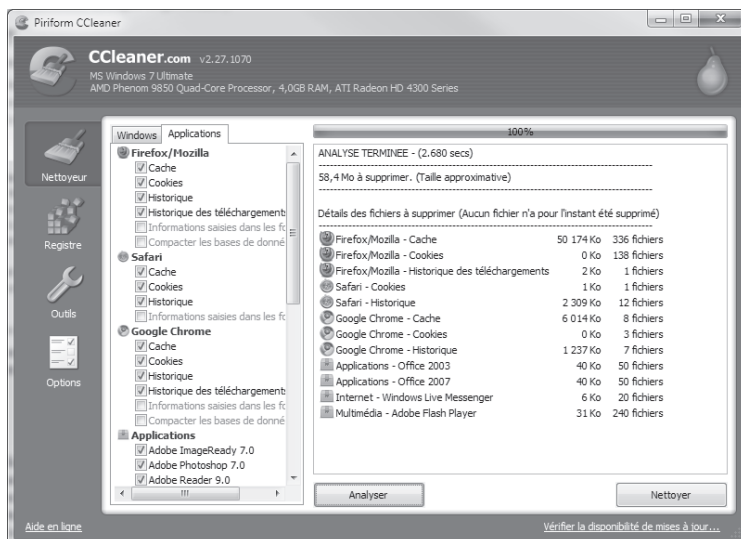 Piriform CCleaner
CCleaner.com v2.27.1070
MS Windows 7 Ultimate
AMD Phenom 9850 Quad-Core Processor, 4,0GB RAM, ATI Radeon HD 4300 Series
Nettoyeur
Registre
Outils
Options
Windows Applications
Firefox/Mozilla
Cache
Cookies
Historique
Historique des téléchargements
Informations saisies dans les fc
Compacter les bases de donné
Safari
Cache
Cookies
Historique
Informations saisies dans les fc
Google Chrome
Cache
Cookies
Historique
Historique des téléchargements
Informations saisies dans les fc
Compacter les bases de donné
Applications
Adobe ImageReady 7.0
Adobe Photoshop 7.0
Adobe Reader 9.0
100%
ANALYSE TERMINEE - (2.680 secs)
58,4 Mo à supprimer. (Taille approximative)
Détails des fichiers à supprimer (Aucun fichier n'a pour l'instant été supprimé)
Firefox/Mozilla - Cache 50 174 Ko 336 fichiers
Firefox/Mozilla - Cookies 0 Ko 138 fichiers
Firefox/Mozilla - Historique des téléchargements 2 Ko 1 fichiers
Safari - Cookies 1 Ko 1 fichiers
Safari - Historique 2 309 Ko 12 fichiers
Google Chrome - Cache 6 014 Ko 8 fichiers
Google Chrome - Cookies 0 Ko 3 fichiers
Google Chrome - Historique 1 237 Ko 7 fichiers
Applications - Office 2003 40 Ko 50 fichiers
Applications - Office 2007 40 Ko 50 fichiers
Internet - Windows Live Messenger 6 Ko 20 fichiers
Multimédia - Adobe Flash Player 31 Ko 240 fichiers
Analyser
Nettoyer
Aide en ligne
Vérifier la disponibilité de mises à jour...